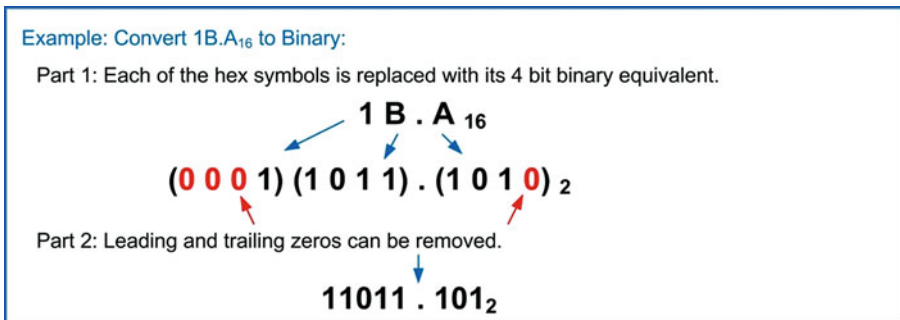 Example: Convert 1B.A₁₆ to Binary:
Part 1: Each of the hex symbols is replaced with its 4 bit binary equivalent.
1 B . A ₁₆
(0 0 0 1) (1 0 1 1) . (1 0 1 0) ₂
Part 2: Leading and trailing zeros can be removed.
11011 . 101₂